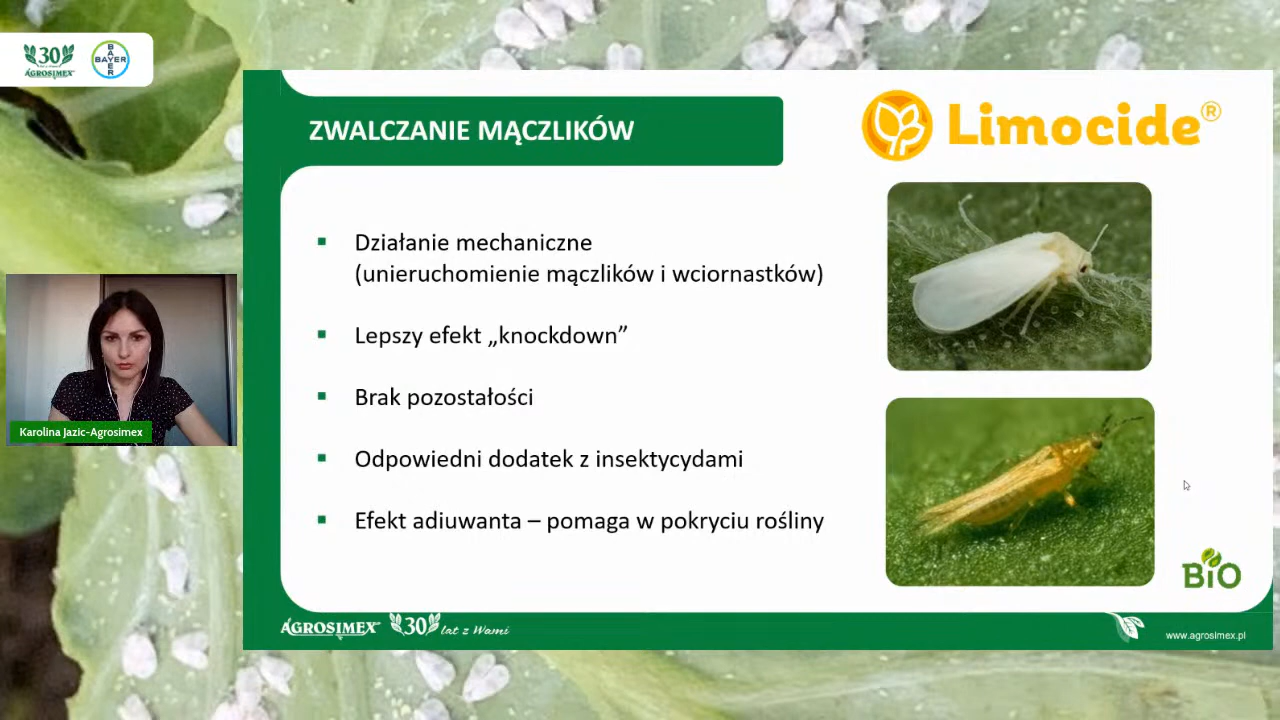 30
AGROSIMEX
BAYER
BAYER
ZWALCZANIE MĄCZLIKÓW
Limocide®
▪ Działanie mechaniczne
(unieruchomienie mączlików i wciornastków)
▪ Lepszy efekt „knockdown”
▪ Brak pozostałości
▪ Odpowiedni dodatek z insektycydami
▪ Efekt adiuwanta – pomaga w pokryciu rośliny
Karolina Jazic-Agrosimex
BiO
AGROSIMEX 30 lat z Wami
www.agrosimex.pl